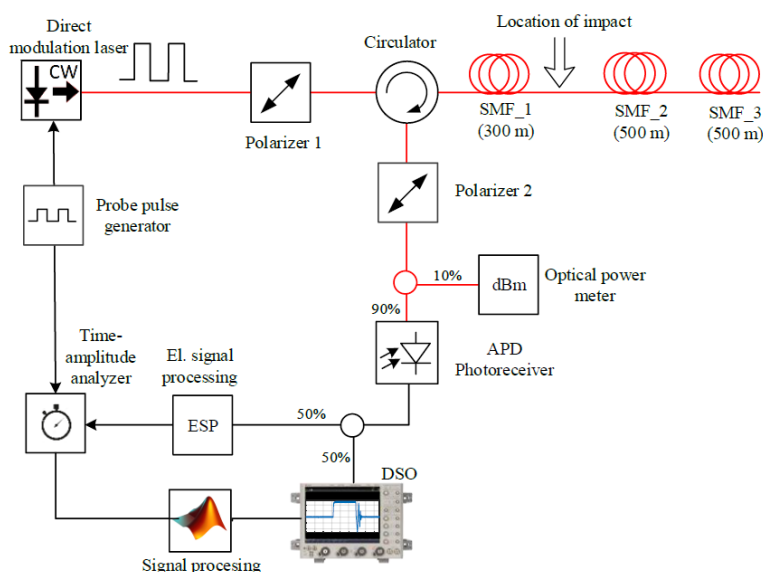 Direct
modulation laser
CW
Polarizer 1
Circulator
Location of impact
SMF_1
(300 m)
SMF_2
(500 m)
SMF_3
(500 m)
Polarizer 2
Probe pulse
generator
10%
dBm
Optical power
meter
90%
APD
Photoreceiver
Time-
amplitude
analyzer
El. signal
processing
ESP
50%
50%
DSO
Signal procesing